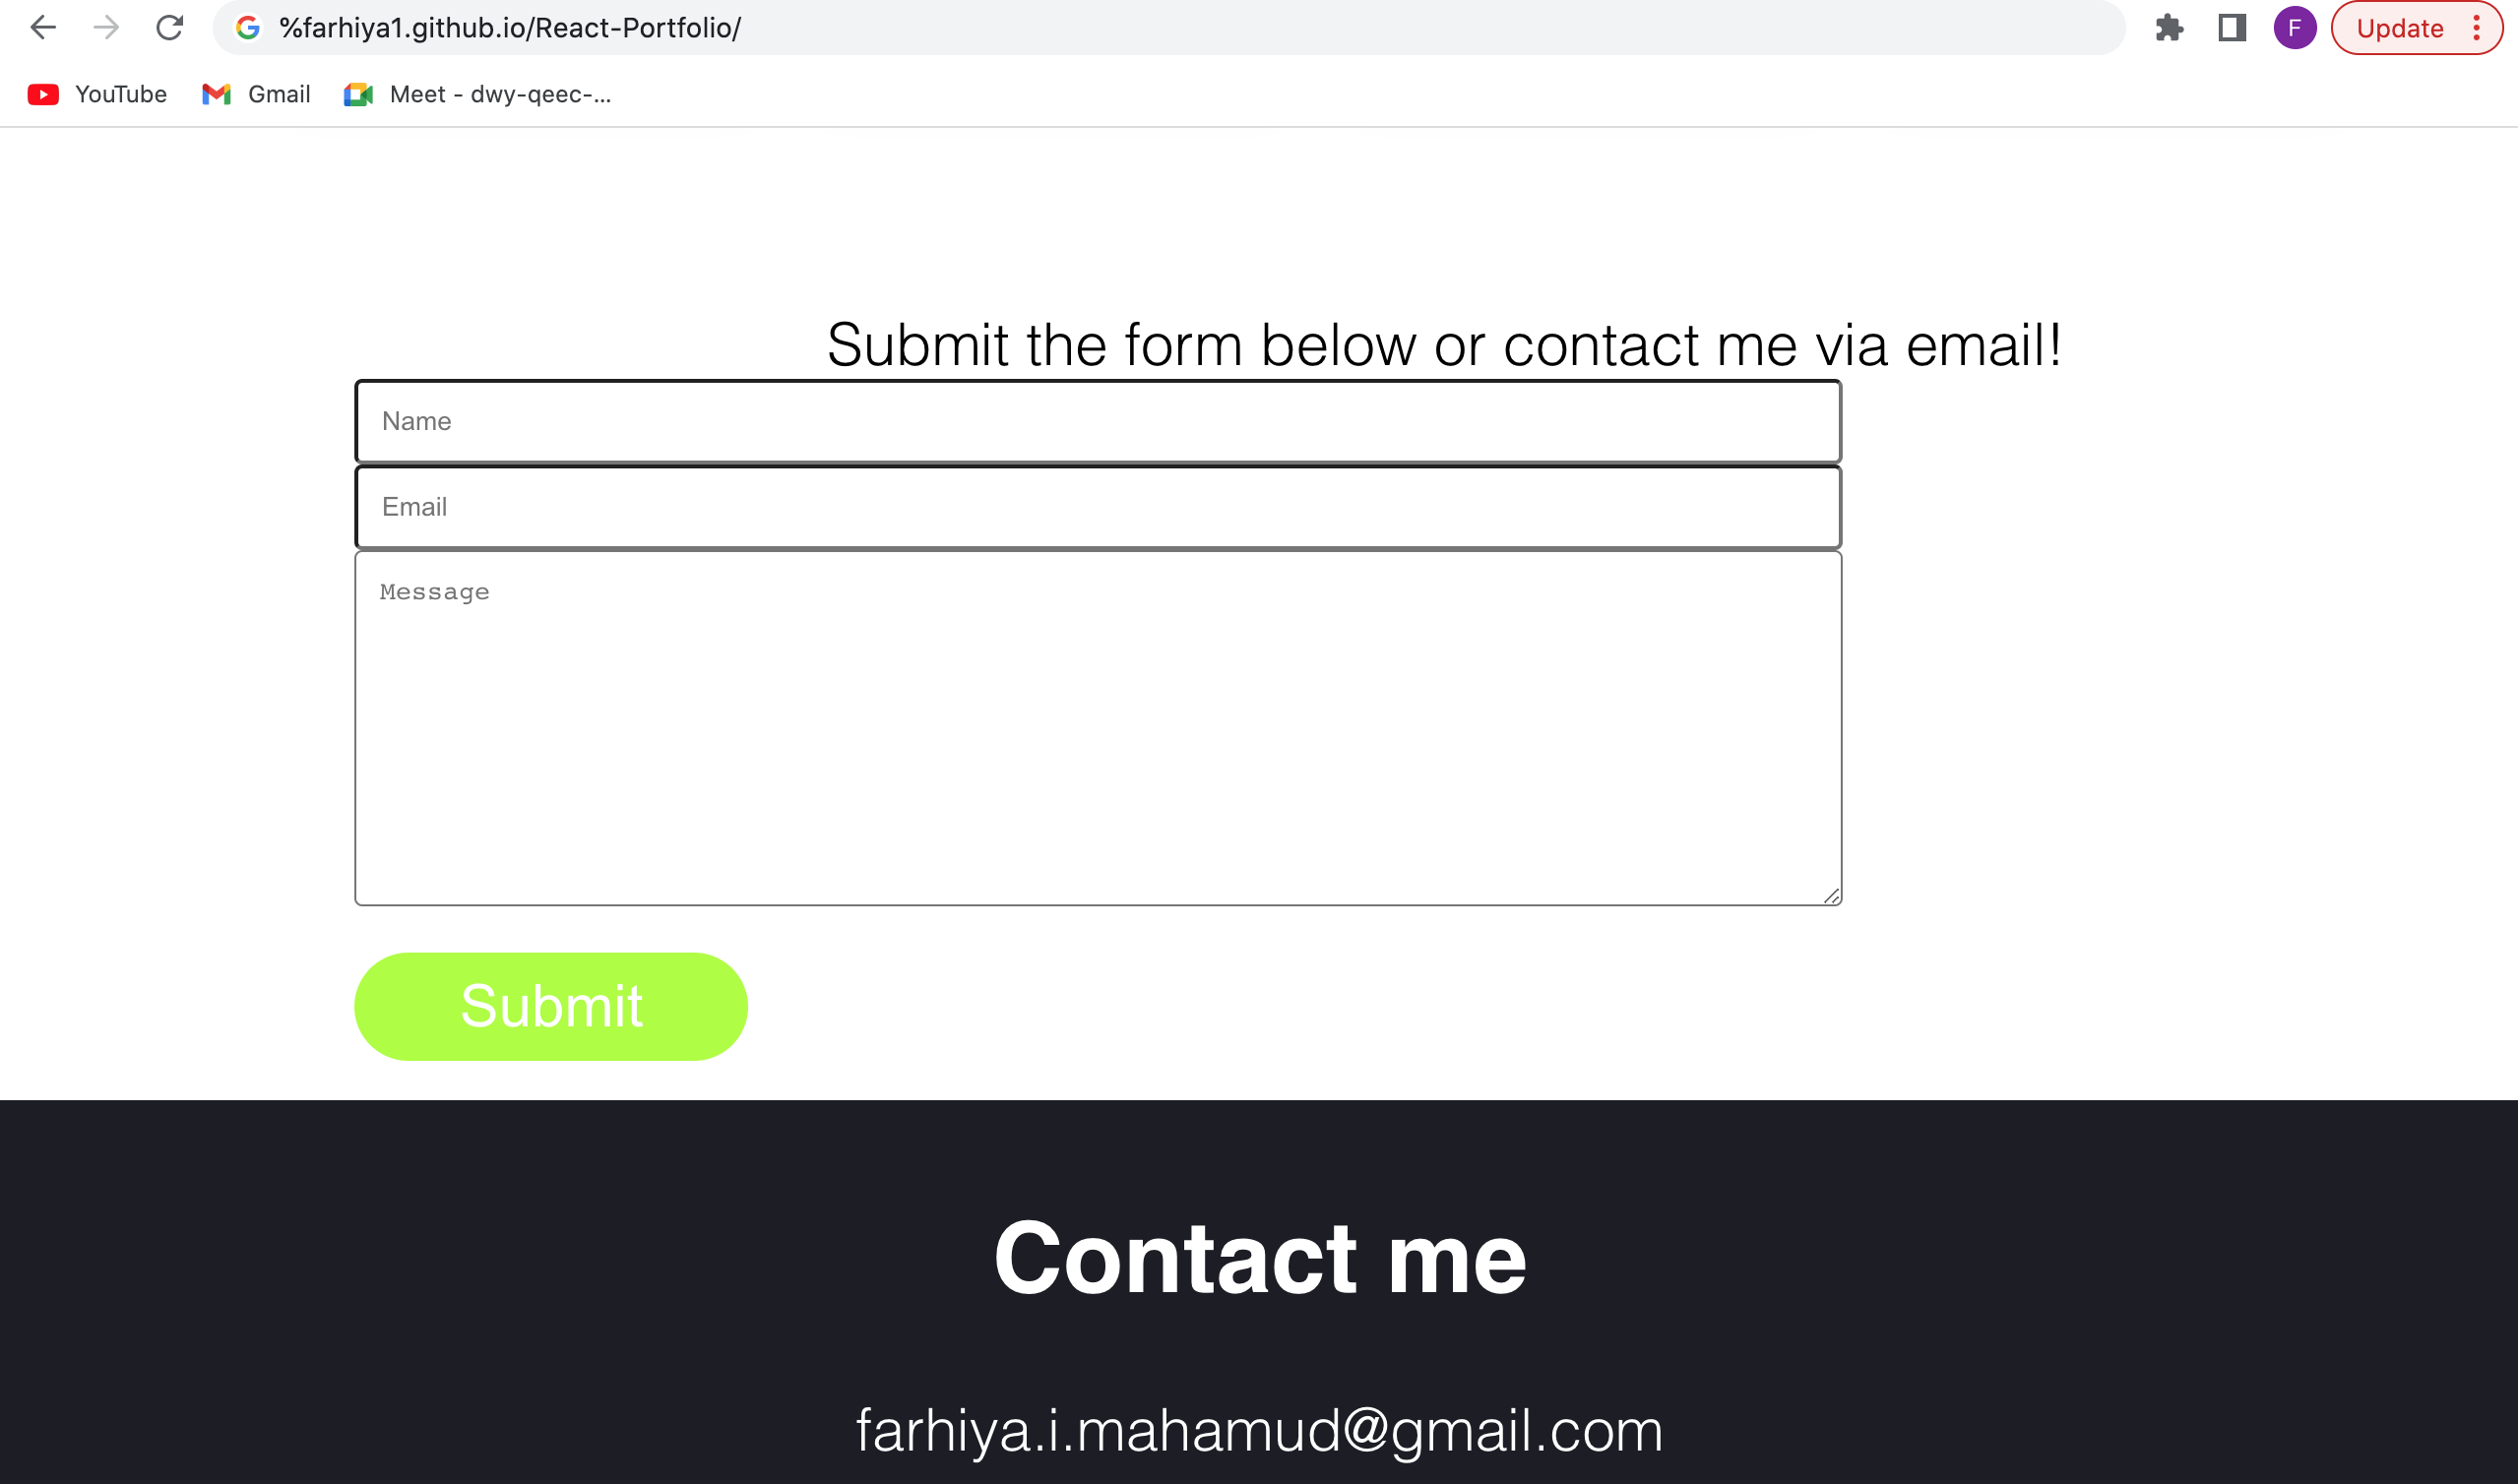 %farhiya1.github.io/React-Portfolio/
F
Update
YouTube
Gmail
Meet - dwy-qeec-...
Submit the form below or contact me via email!
Name
Email
Message
Submit
Contact me
farhiya.i.mahamud@gmail.com